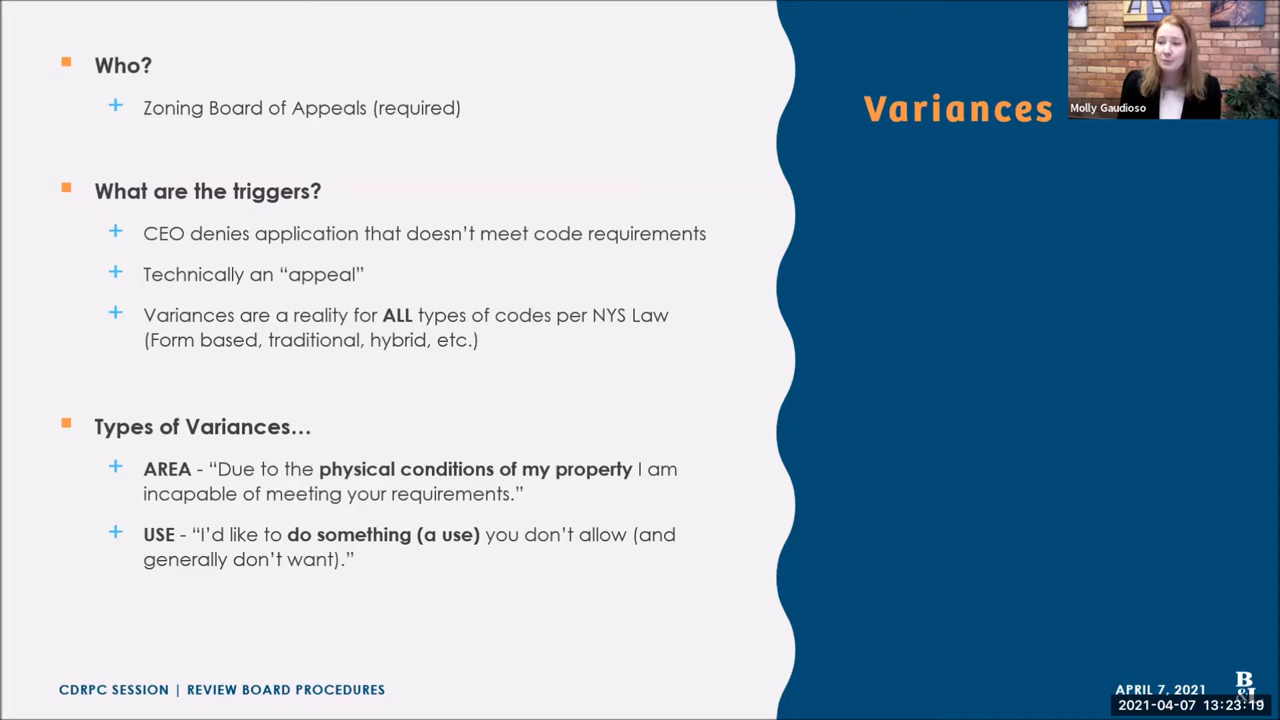 Who?
Zoning Board of Appeals (required)
What are the triggers?
CEO denies application that doesn’t meet code requirements
Technically an “appeal”
Variances are a reality for ALL types of codes per NYS Law
(Form based, traditional, hybrid, etc.)
Types of Variances…
AREA - “Due to the physical conditions of my property I am
incapable of meeting your requirements.”
USE - “I’d like to do something (a use) you don’t allow (and
generally don’t want).”
Variances
Molly Gaudioso
CDRPC SESSION | REVIEW BOARD PROCEDURES
APRIL 7, 2021
B
&L
2021-04-07 13:23:19